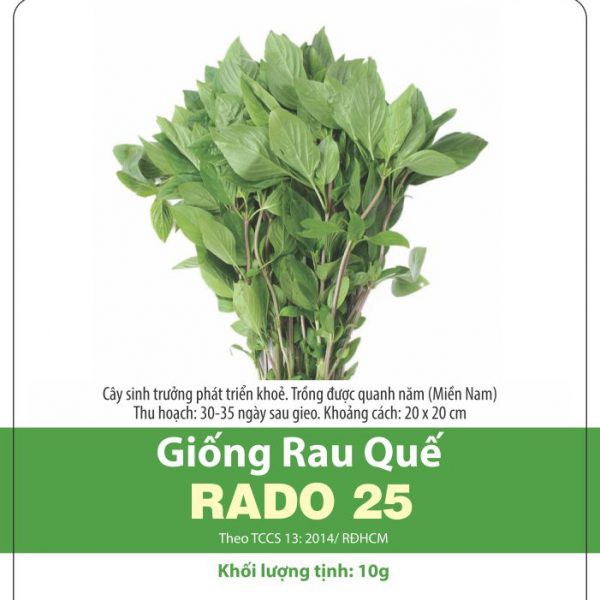 Cây sinh trưởng phát triển khoẻ. Trồng được quanh năm (Miền Nam)
Thu hoạch: 30-35 ngày sau gieo. Khoảng cách: 20 x 20 cm
Giống Rau Quế
RADO 25
Theo TCCS 13: 2014/ RĐHCM
Khối lượng tịnh: 10g